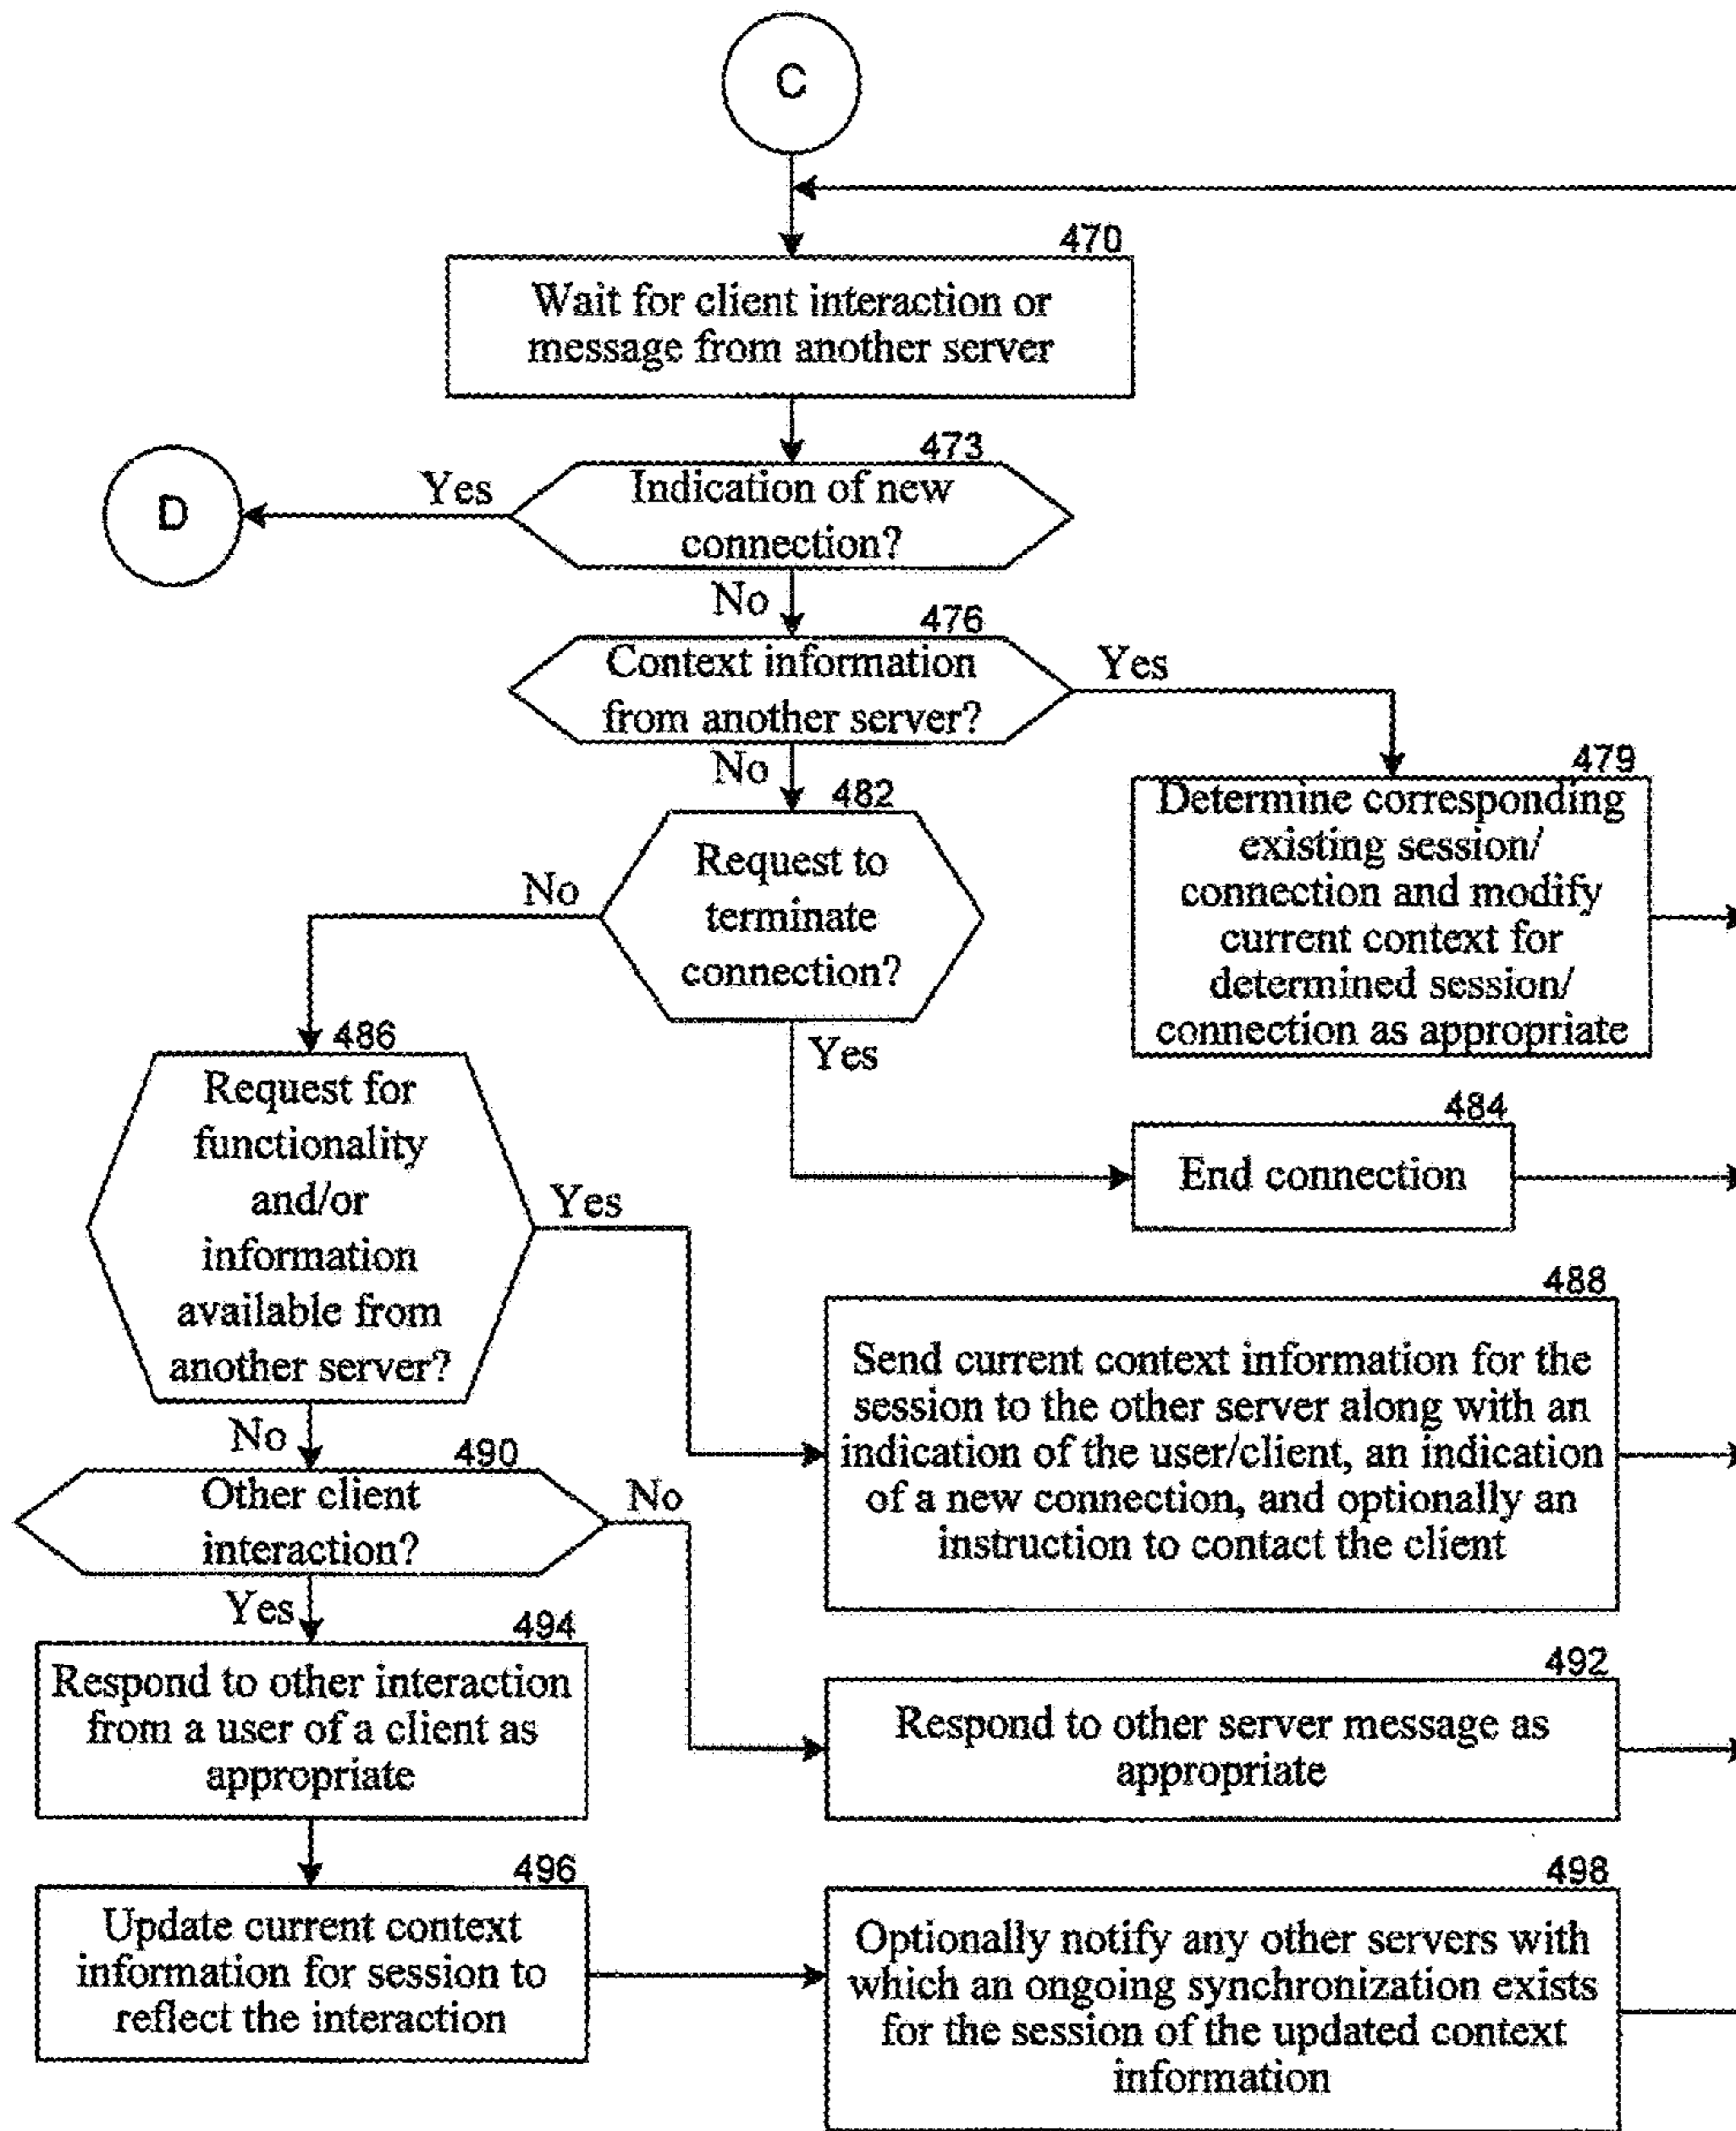 C
470
Wait for client interaction or
message from another server
473
Indication of new
connection?
Yes
D
No
476
Context information
from another server?
Yes
No
479
Determine corresponding
existing session/
connection and modify
current context for
determined session/
connection as appropriate
482
Request to
terminate
connection?
No
Yes
484
End connection
486
Request for
functionality
and/or
information
available from
another server?
Yes
488
Send current context information for the
session to the other server along with an
indication of the user/client, an indication
of a new connection, and optionally an
instruction to contact the client
No
490
Other client
interaction?
No
Yes
492
Respond to other server message as
appropriate
494
Respond to other interaction
from a user of a client as
appropriate
496
Update current context
information for session to
reflect the interaction
498
Optionally notify any other servers with
which an ongoing synchronization exists
for the session of the updated context
information